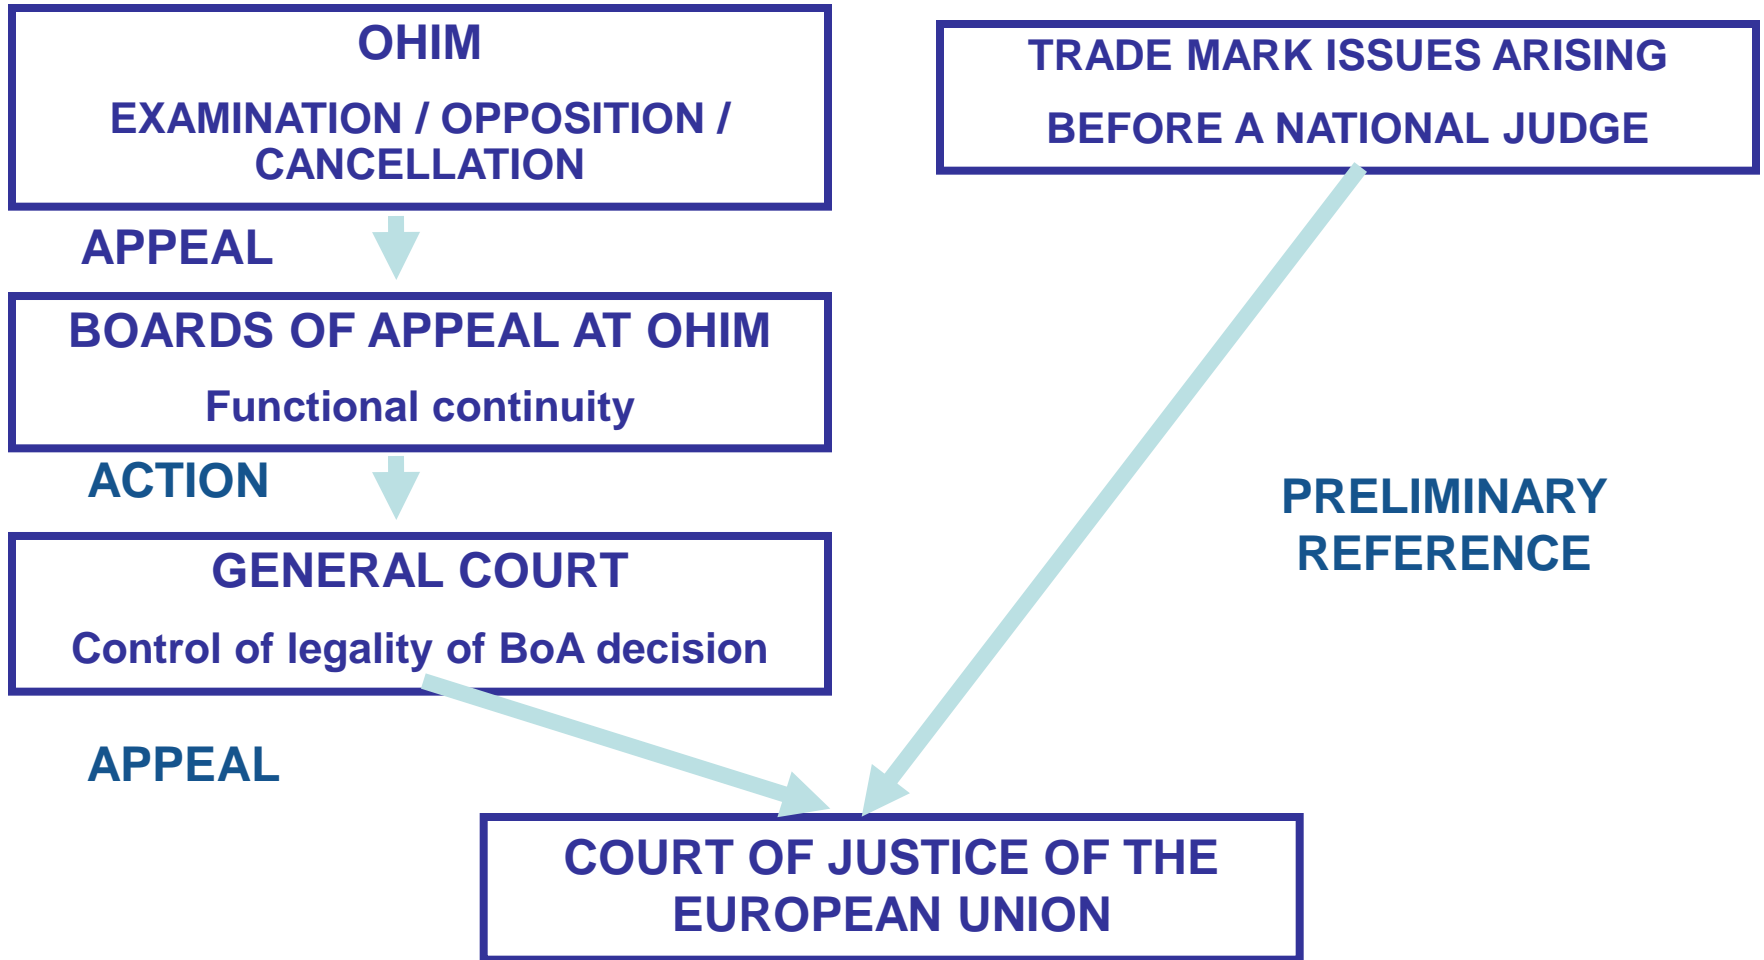 OHIM
EXAMINATION / OPPOSITION /
CANCELLATION
APPEAL
BOARDS OF APPEAL AT OHIM
Functional continuity
ACTION
GENERAL COURT
Control of legality of BoA decision
APPEAL
TRADE MARK ISSUES ARISING
BEFORE A NATIONAL JUDGE
PRELIMINARY
REFERENCE
COURT OF JUSTICE OF THE
EUROPEAN UNION